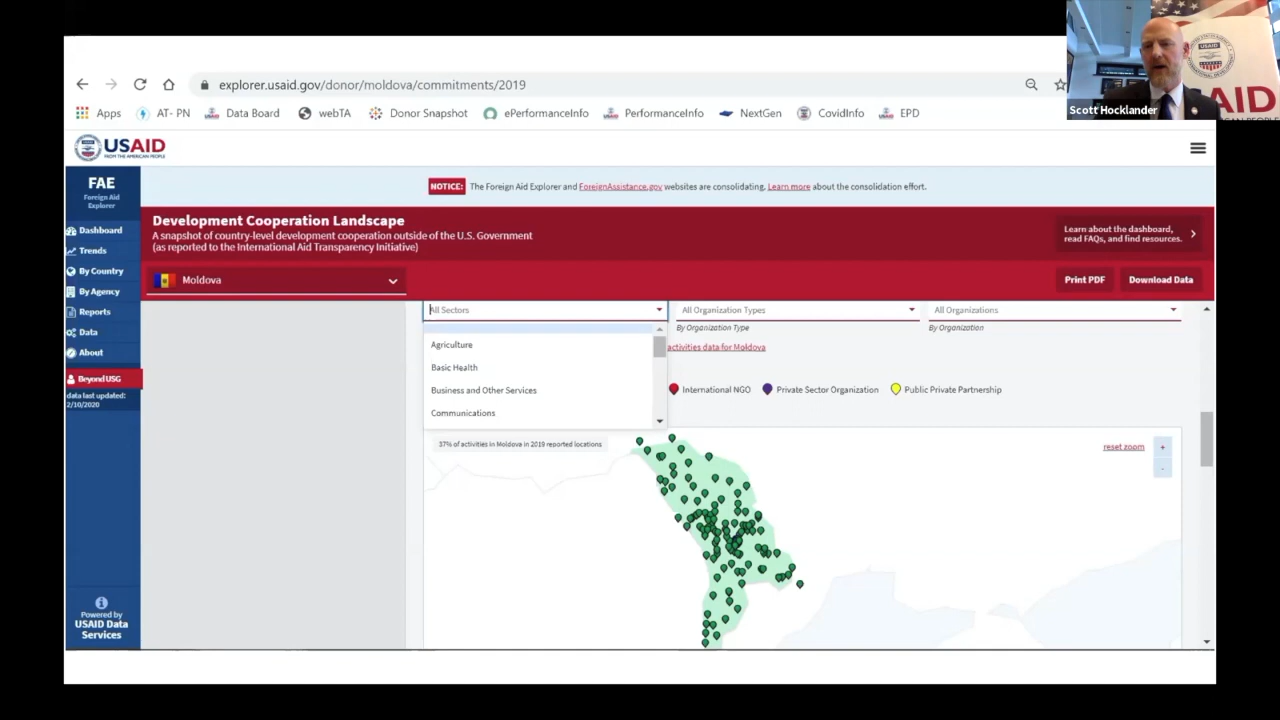 explorer.usaid.gov/donor/moldova/commitments/2019
Apps AT- PN Data Board webTA Donor Snapshot ePerformanceInfo PerformanceInfo NextGen CovidInfo EPD
Scott Hocklander
USAID
USAID
FROM THE AMERICAN PEOPLE
NOTICE: The Foreign Aid Explorer and ForeignAssistance.gov websites are consolidating. Learn more about the consolidation effort.
FAE
Foreign Aid
Explorer
Dashboard
Trends
By Country
By Agency
Reports
Data
About
Beyond USG
data last updated:
2/10/2020
Powered by
USAID Data
Services
Development Cooperation Landscape
A snapshot of country-level development cooperation outside of the U.S. Government
(as reported to the International Aid Transparency Initiative)
Learn about the dashboard,
read FAQs, and find resources.
Moldova
Print PDF Download Data
All Sectors All Organization Types All Organizations
By Organization Type By Organization
Agriculture
activities data for Moldova
Basic Health
Business and Other Services
International NGO Private Sector Organization Public Private Partnership
Communications
37% of activities in Moldova in 2019 reported locations
reset zoom
+
-